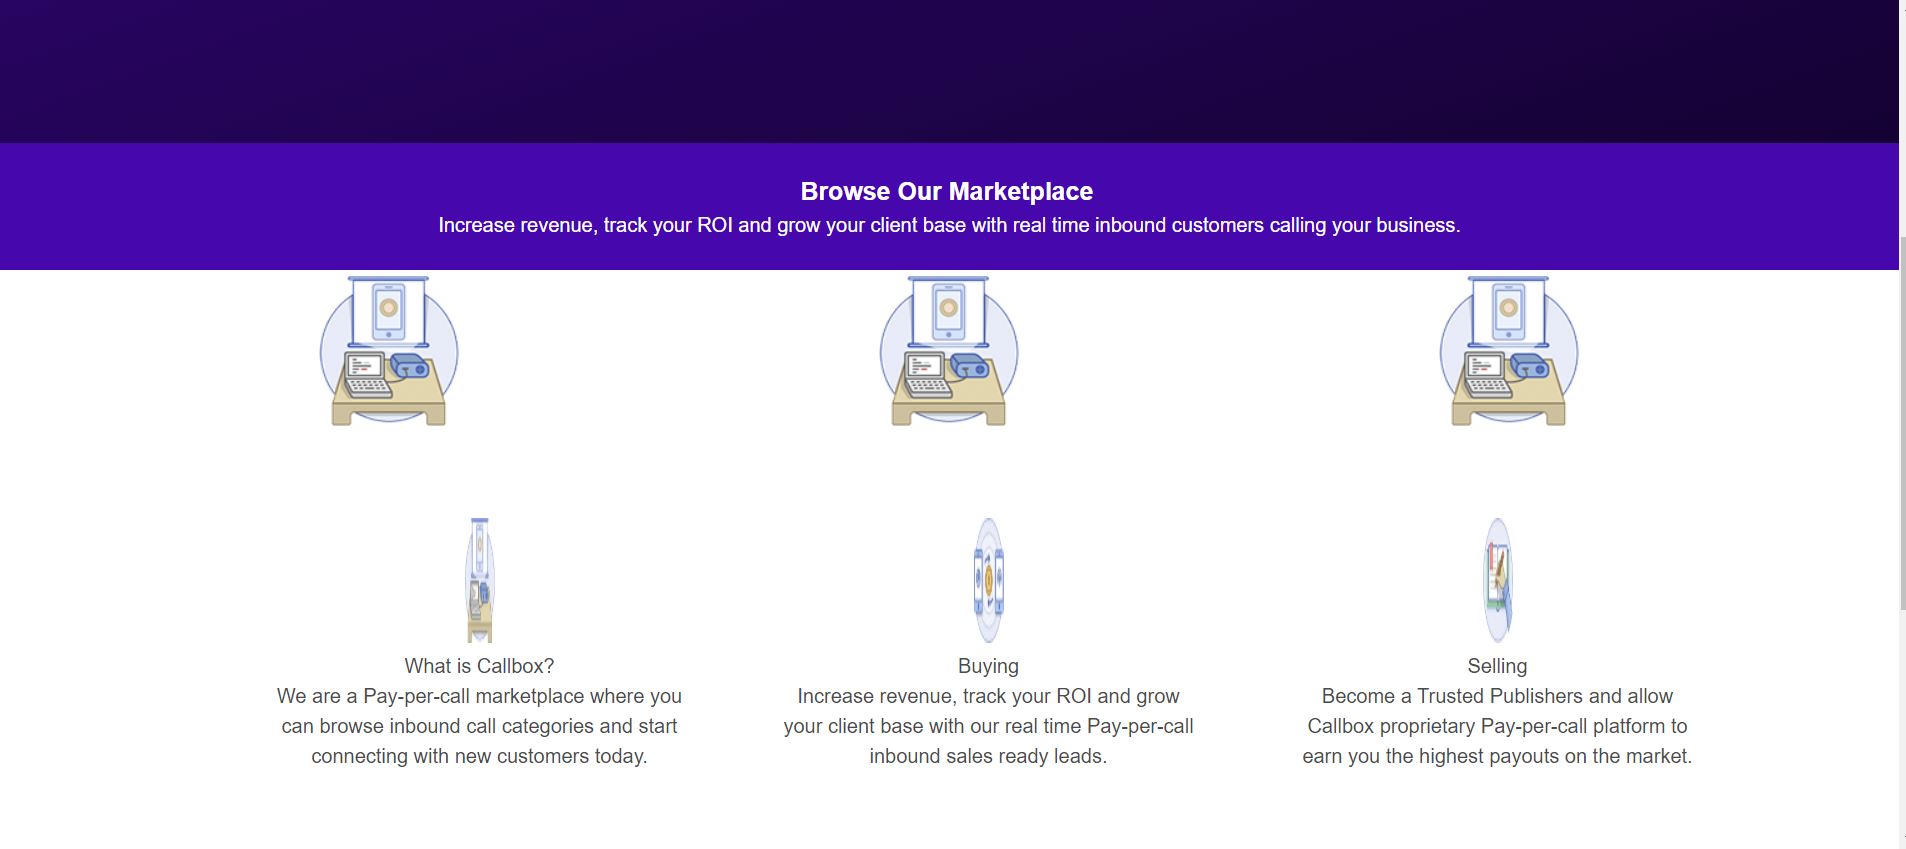 Browse Our Marketplace
Increase revenue, track your ROI and grow your client base with real time inbound customers calling your business.
What is Callbox?
We are a Pay-per-call marketplace where you
can browse inbound call categories and start
connecting with new customers today.
Buying
Increase revenue, track your ROI and grow
your client base with our real time Pay-per-call
inbound sales ready leads.
Selling
Become a Trusted Publishers and allow
Callbox proprietary Pay-per-call platform to
earn you the highest payouts on the market.